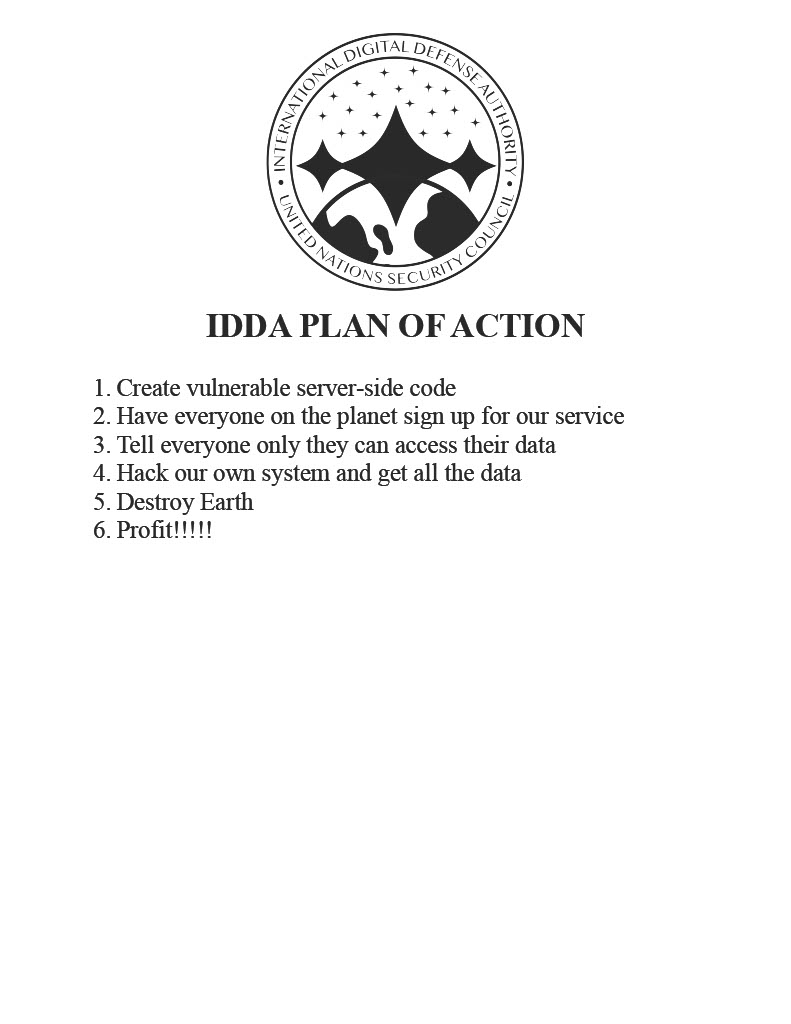 INTERNATIONAL DIGITAL DEFENSE AUTHORITY
UNITED NATIONS SECURITY COUNCIL
IDDA PLAN OF ACTION
1. Create vulnerable server-side code
2. Have everyone on the planet sign up for our service
3. Tell everyone only they can access their data
4. Hack our own system and get all the data
5. Destroy Earth
6. Profit!!!!!